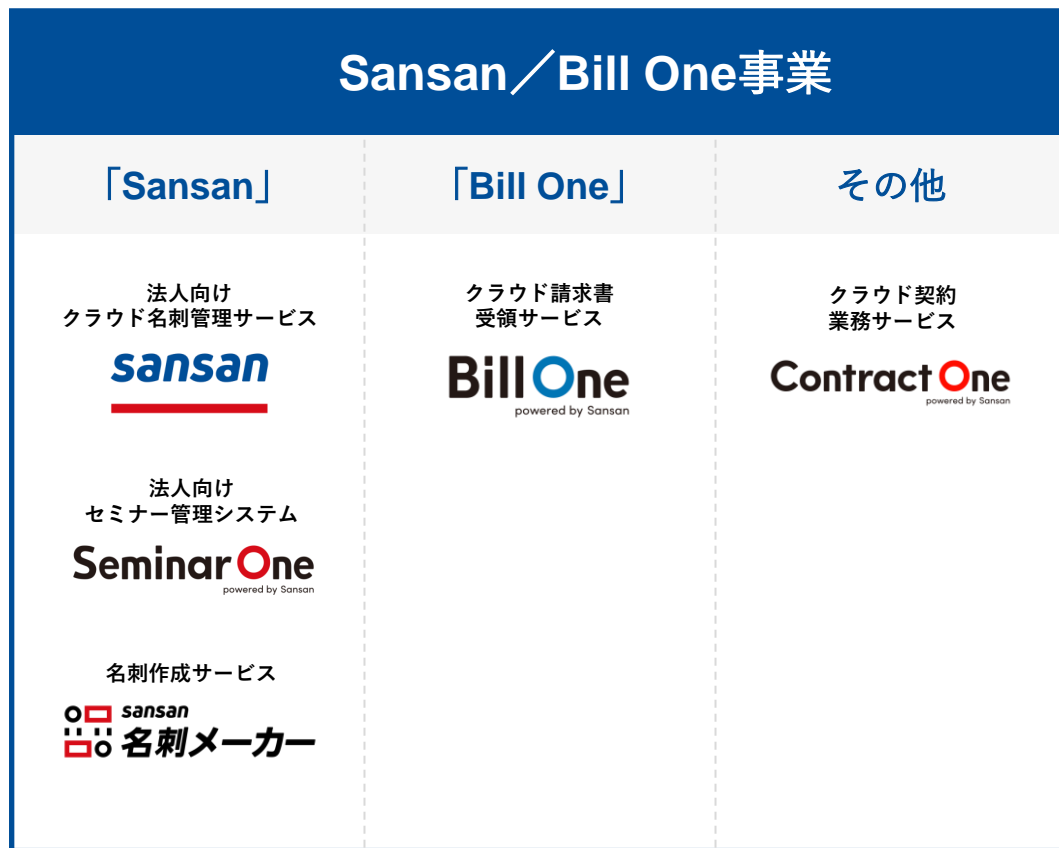 Sansan／Bill One事業
「Sansan」
「Bill One」
その他
法人向け
クラウド名刺管理サービス
sansan
法人向け
セミナー管理システム
Seminar One
powered by Sansan
名刺作成サービス
sansan
名刺メーカー
クラウド請求書
受領サービス
Bill One
powered by Sansan
クラウド契約
業務サービス
Contract One
powered by Sansan